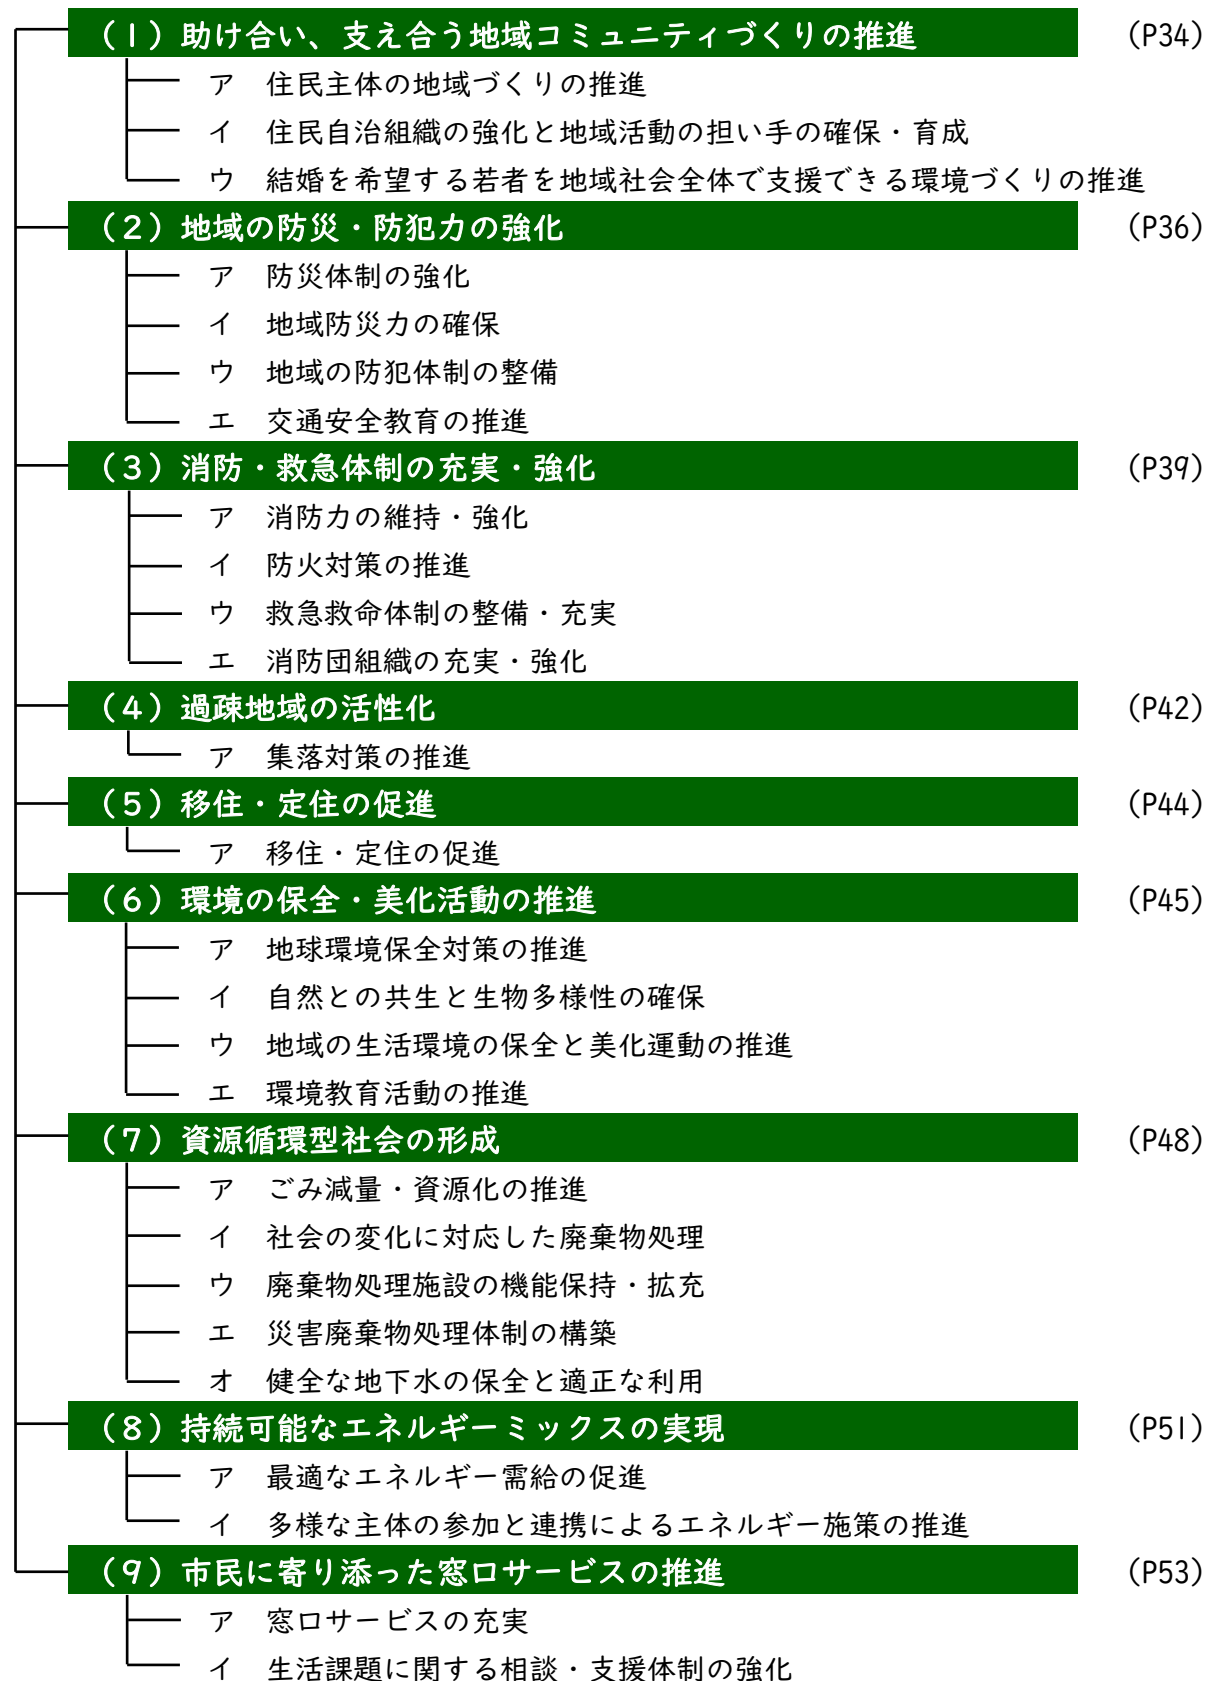 （1）助け合い、支え合う地域コミュニティづくりの推進 （P34）
ア 住民主体の地域づくりの推進
イ 住民自治組織の強化と地域活動の担い手の確保・育成
ウ 結婚を希望する若者を地域社会全体で支援できる環境づくりの推進
（2）地域の防災・防犯力の強化 （P36）
ア 防災体制の強化
イ 地域防災力の確保
ウ 地域の防犯体制の整備
エ 交通安全教育の推進
（3）消防・救急体制の充実・強化 （P39）
ア 消防力の維持・強化
イ 防火対策の推進
ウ 救急救命体制の整備・充実
エ 消防団組織の充実・強化
（4）過疎地域の活性化 （P42）
ア 集落対策の推進
（5）移住・定住の促進 （P44）
ア 移住・定住の促進
（6）環境の保全・美化活動の推進 （P45）
ア 地球環境保全対策の推進
イ 自然との共生と生物多様性の確保
ウ 地域の生活環境の保全と美化運動の推進
エ 環境教育活動の推進
（7）資源循環型社会の形成 （P48）
ア ごみ減量・資源化の推進
イ 社会の変化に対応した廃棄物処理
ウ 廃棄物処理施設の機能保持・拡充
エ 災害廃棄物処理体制の構築
オ 健全な地下水の保全と適正な利用
（8）持続可能なエネルギーミックスの実現 （P51）
ア 最適なエネルギー需給の促進
イ 多様な主体の参加と連携によるエネルギー施策の推進
（9）市民に寄り添った窓口サービスの推進 （P53）
ア 窓口サービスの充実
イ 生活課題に関する相談・支援体制の強化